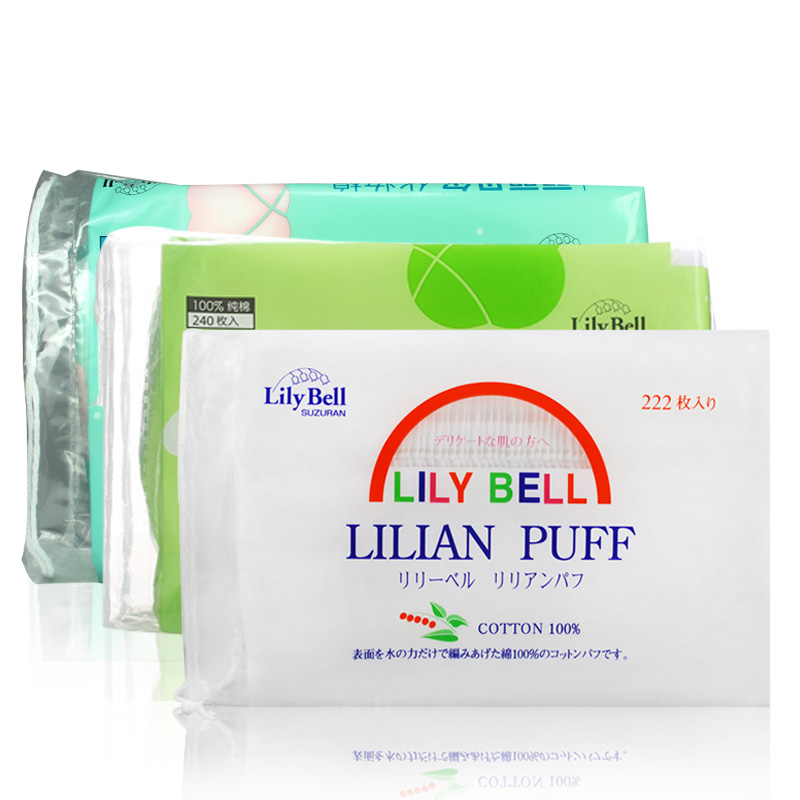 100% 纯棉
240 枚入
Lily Bell
Lily Bell
SUZURAN
222 枚入り
デリケートな肌の方へ
LILY BELL
LILIAN PUFF
リリーベル リリアンパフ
COTTON 100%
表面を水の力だけで編みあげた綿100%のコットンパフです。